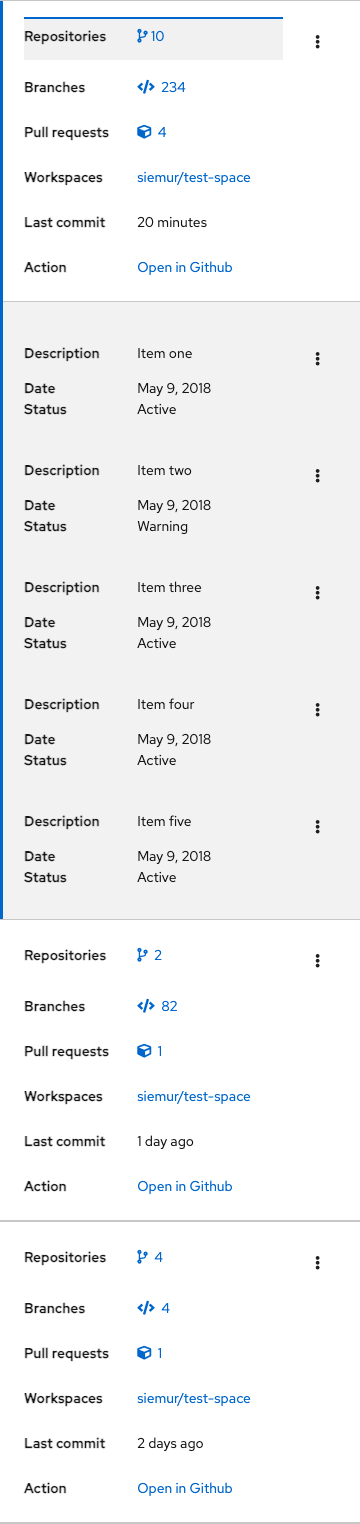 Repositories 10
Branches 234
Pull requests 4
Workspaces siemur/test-space
Last commit 20 minutes
Action Open in Github
Description Item one
Date May 9, 2018
Status Active
Description Item two
Date May 9, 2018
Status Warning
Description Item three
Date May 9, 2018
Status Active
Description Item four
Date May 9, 2018
Status Active
Description Item five
Date May 9, 2018
Status Active
Repositories 2
Branches 82
Pull requests 1
Workspaces siemur/test-space
Last commit 1 day ago
Action Open in Github
Repositories 4
Branches 4
Pull requests 1
Workspaces siemur/test-space
Last commit 2 days ago
Action Open in Github